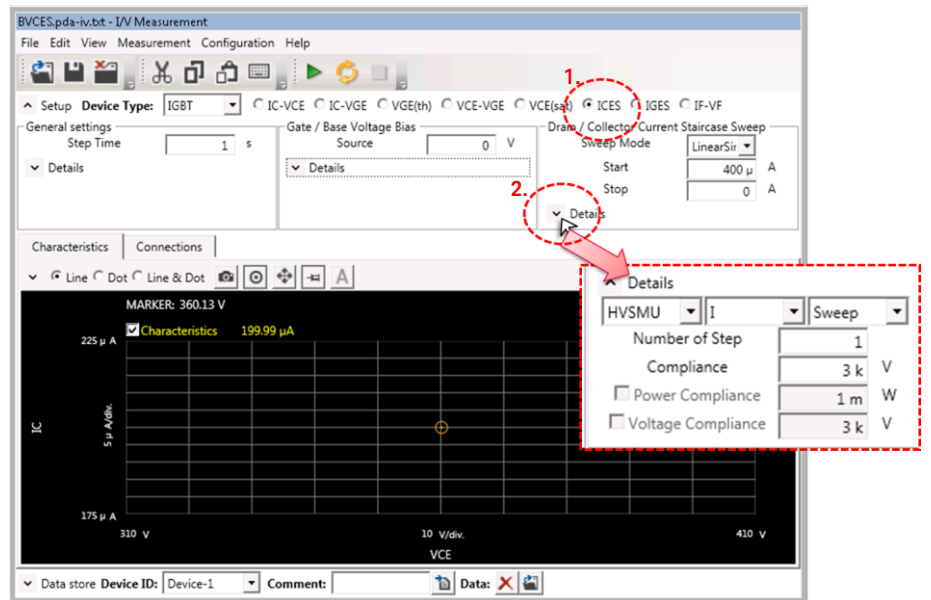 BVCES.pda-iv.txt - I/V Measurement
File Edit View Measurement Configuration Help
1.
Setup Device Type: IGBT IC-VCE IC-VGE VGE(th) VCE-VGE VCE(sat) ICES IGES IF-VF
General settings Gate / Base Voltage Bias Drain / Collector Current Staircase Sweep
Step Time 1 s Source 0 V Sweep Mode LinearSir
Details Details Start 400 μ A
2. Stop 0 A
Details
Characteristics Connections
Line Dot Line & Dot A
Details
HVSMU I Sweep
Number of Step 1
Compliance 3 k V
Power Compliance 1 m W
Voltage Compliance 3 k V
MARKER: 360.13 V
Characteristics 199.99 μA
225 μ A
IC
5 μ A/div.
175 μ A
310 V 10 V/div. 410 V
VCE
Data store Device ID: Device-1 Comment: Data: